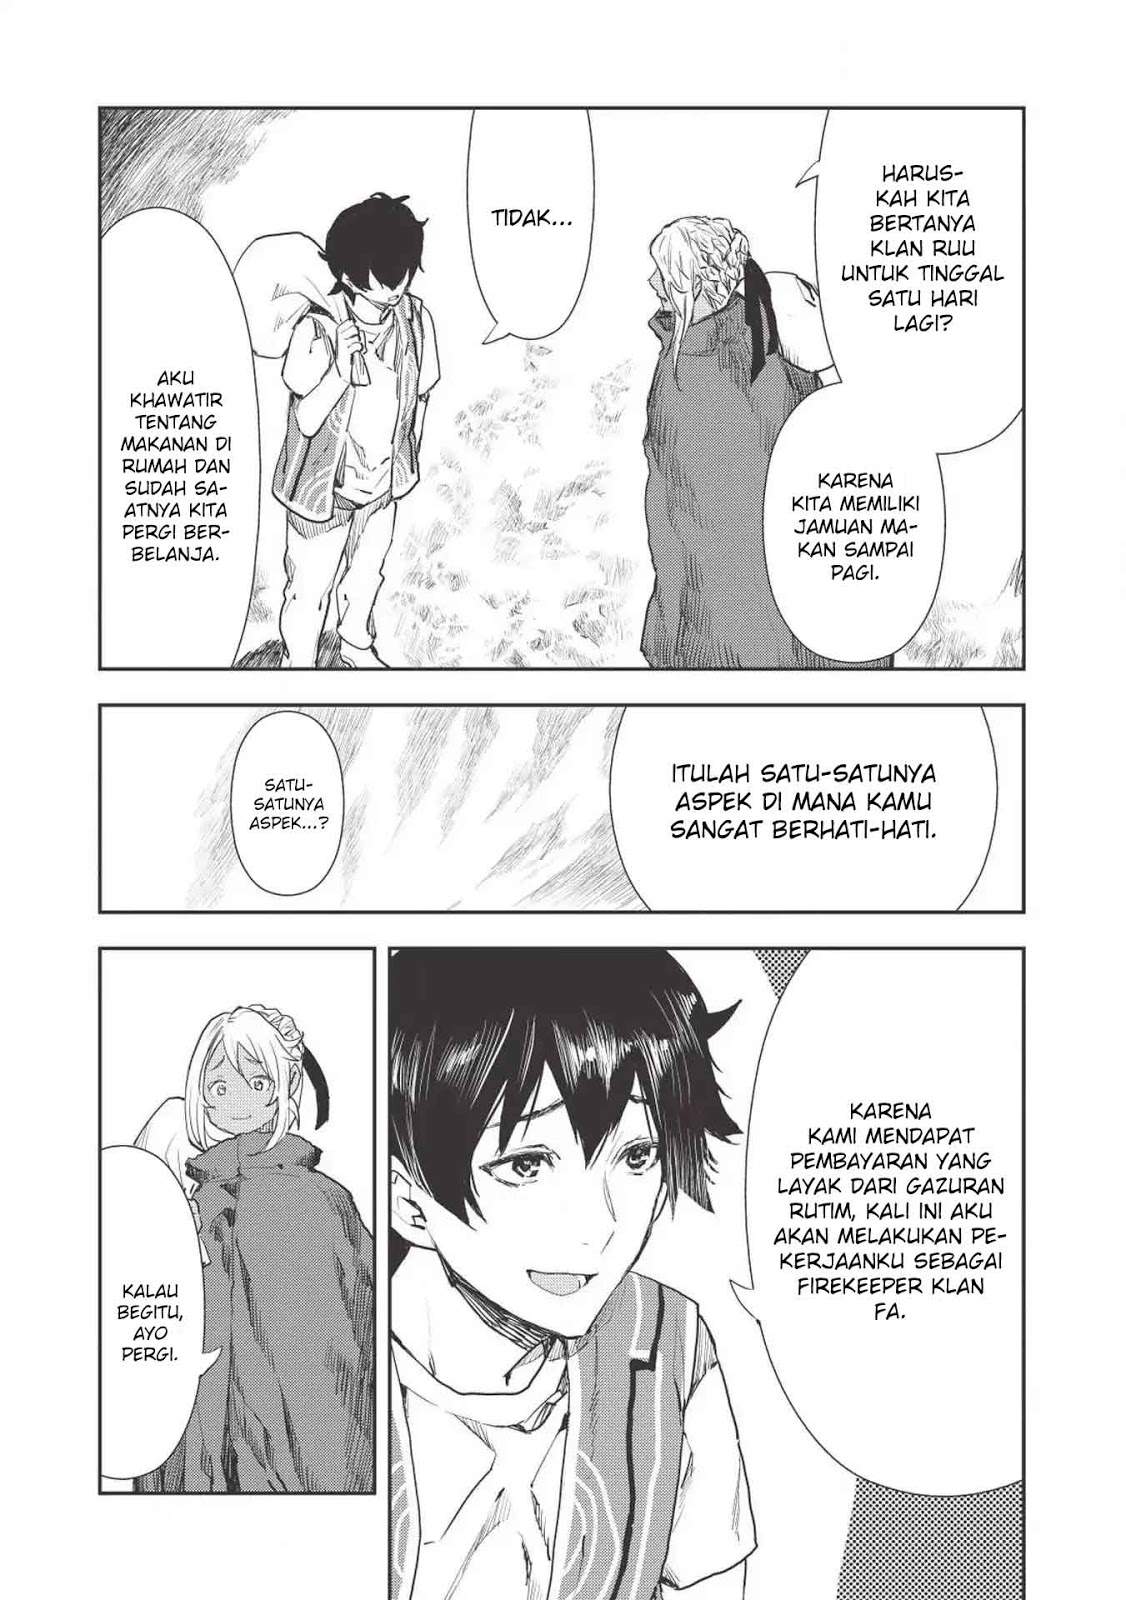 HARUS-
KAH KITA
BERTANYA
KLAN RUU
UNTUK TINGGAL
SATU HARI
LAGI?
KARENA
KITA MEMILIKI
JAMUAN MA-
KAN SAMPAI
PAGI.
TIDAK...
AKU
KHAWATIR
TENTANG
MAKANAN DI
RUMAH DAN
SUDAH SA-
ATNYA KITA
PERGI BER-
BELANJA.
ITULAH SATU-SATUNYA
ASPEK DI MANA KAMU
SANGAT BERHATI-HATI.
SATU-
SATUNYA
ASPEK...?
KARENA
KAMI MENDAPAT
PEMBAYARAN YANG
LAYAK DARI GAZURAN
RUTIM, KALI INI AKU
AKAN MELAKUKAN PE-
KERJAANKU SEBAGAI
FIREKEEPER KLAN
FA.
KALAU
BEGITU,
AYO
PERGI.